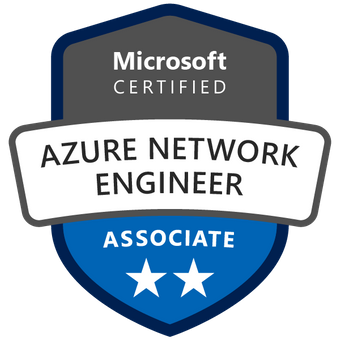 Microsoft
CERTIFIED
AZURE NETWORK
ENGINEER
ASSOCIATE